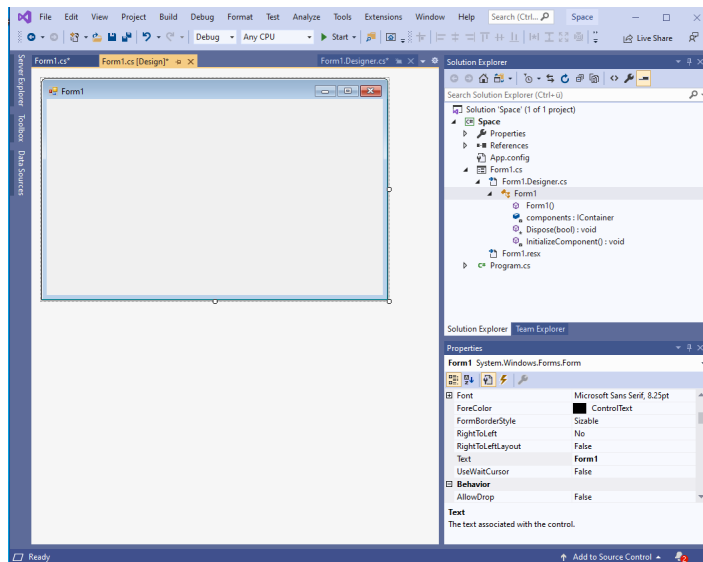 File Edit View Project Build Debug Format Test Analyze Tools Extensions Window Help Search (Ctrl... Space
Debug Any CPU Start Live Share
Form1.cs* Form1.cs [Design]* Form1.Designer.cs*
Server Explorer
Toolbox
Data Sources
Form1
Solution Explorer
Search Solution Explorer (Ctrl+ü)
Solution 'Space' (1 of 1 project)
C# Space
Properties
References
App.config
Form1.cs
Form1.Designer.cs
Form1
Form1()
components : IContainer
Dispose(bool) : void
InitializeComponent() : void
Form1.resx
C# Program.cs
Solution Explorer Team Explorer
Properties
Form1 System.Windows.Forms.Form
Font Microsoft Sans Serif, 8.25pt
ForeColor ControlText
FormBorderStyle Sizable
RightToLeft No
RightToLeftLayout False
Text Form1
UseWaitCursor False
Behavior
AllowDrop False
Text
The text associated with the control.
Ready Add to Source Control 2